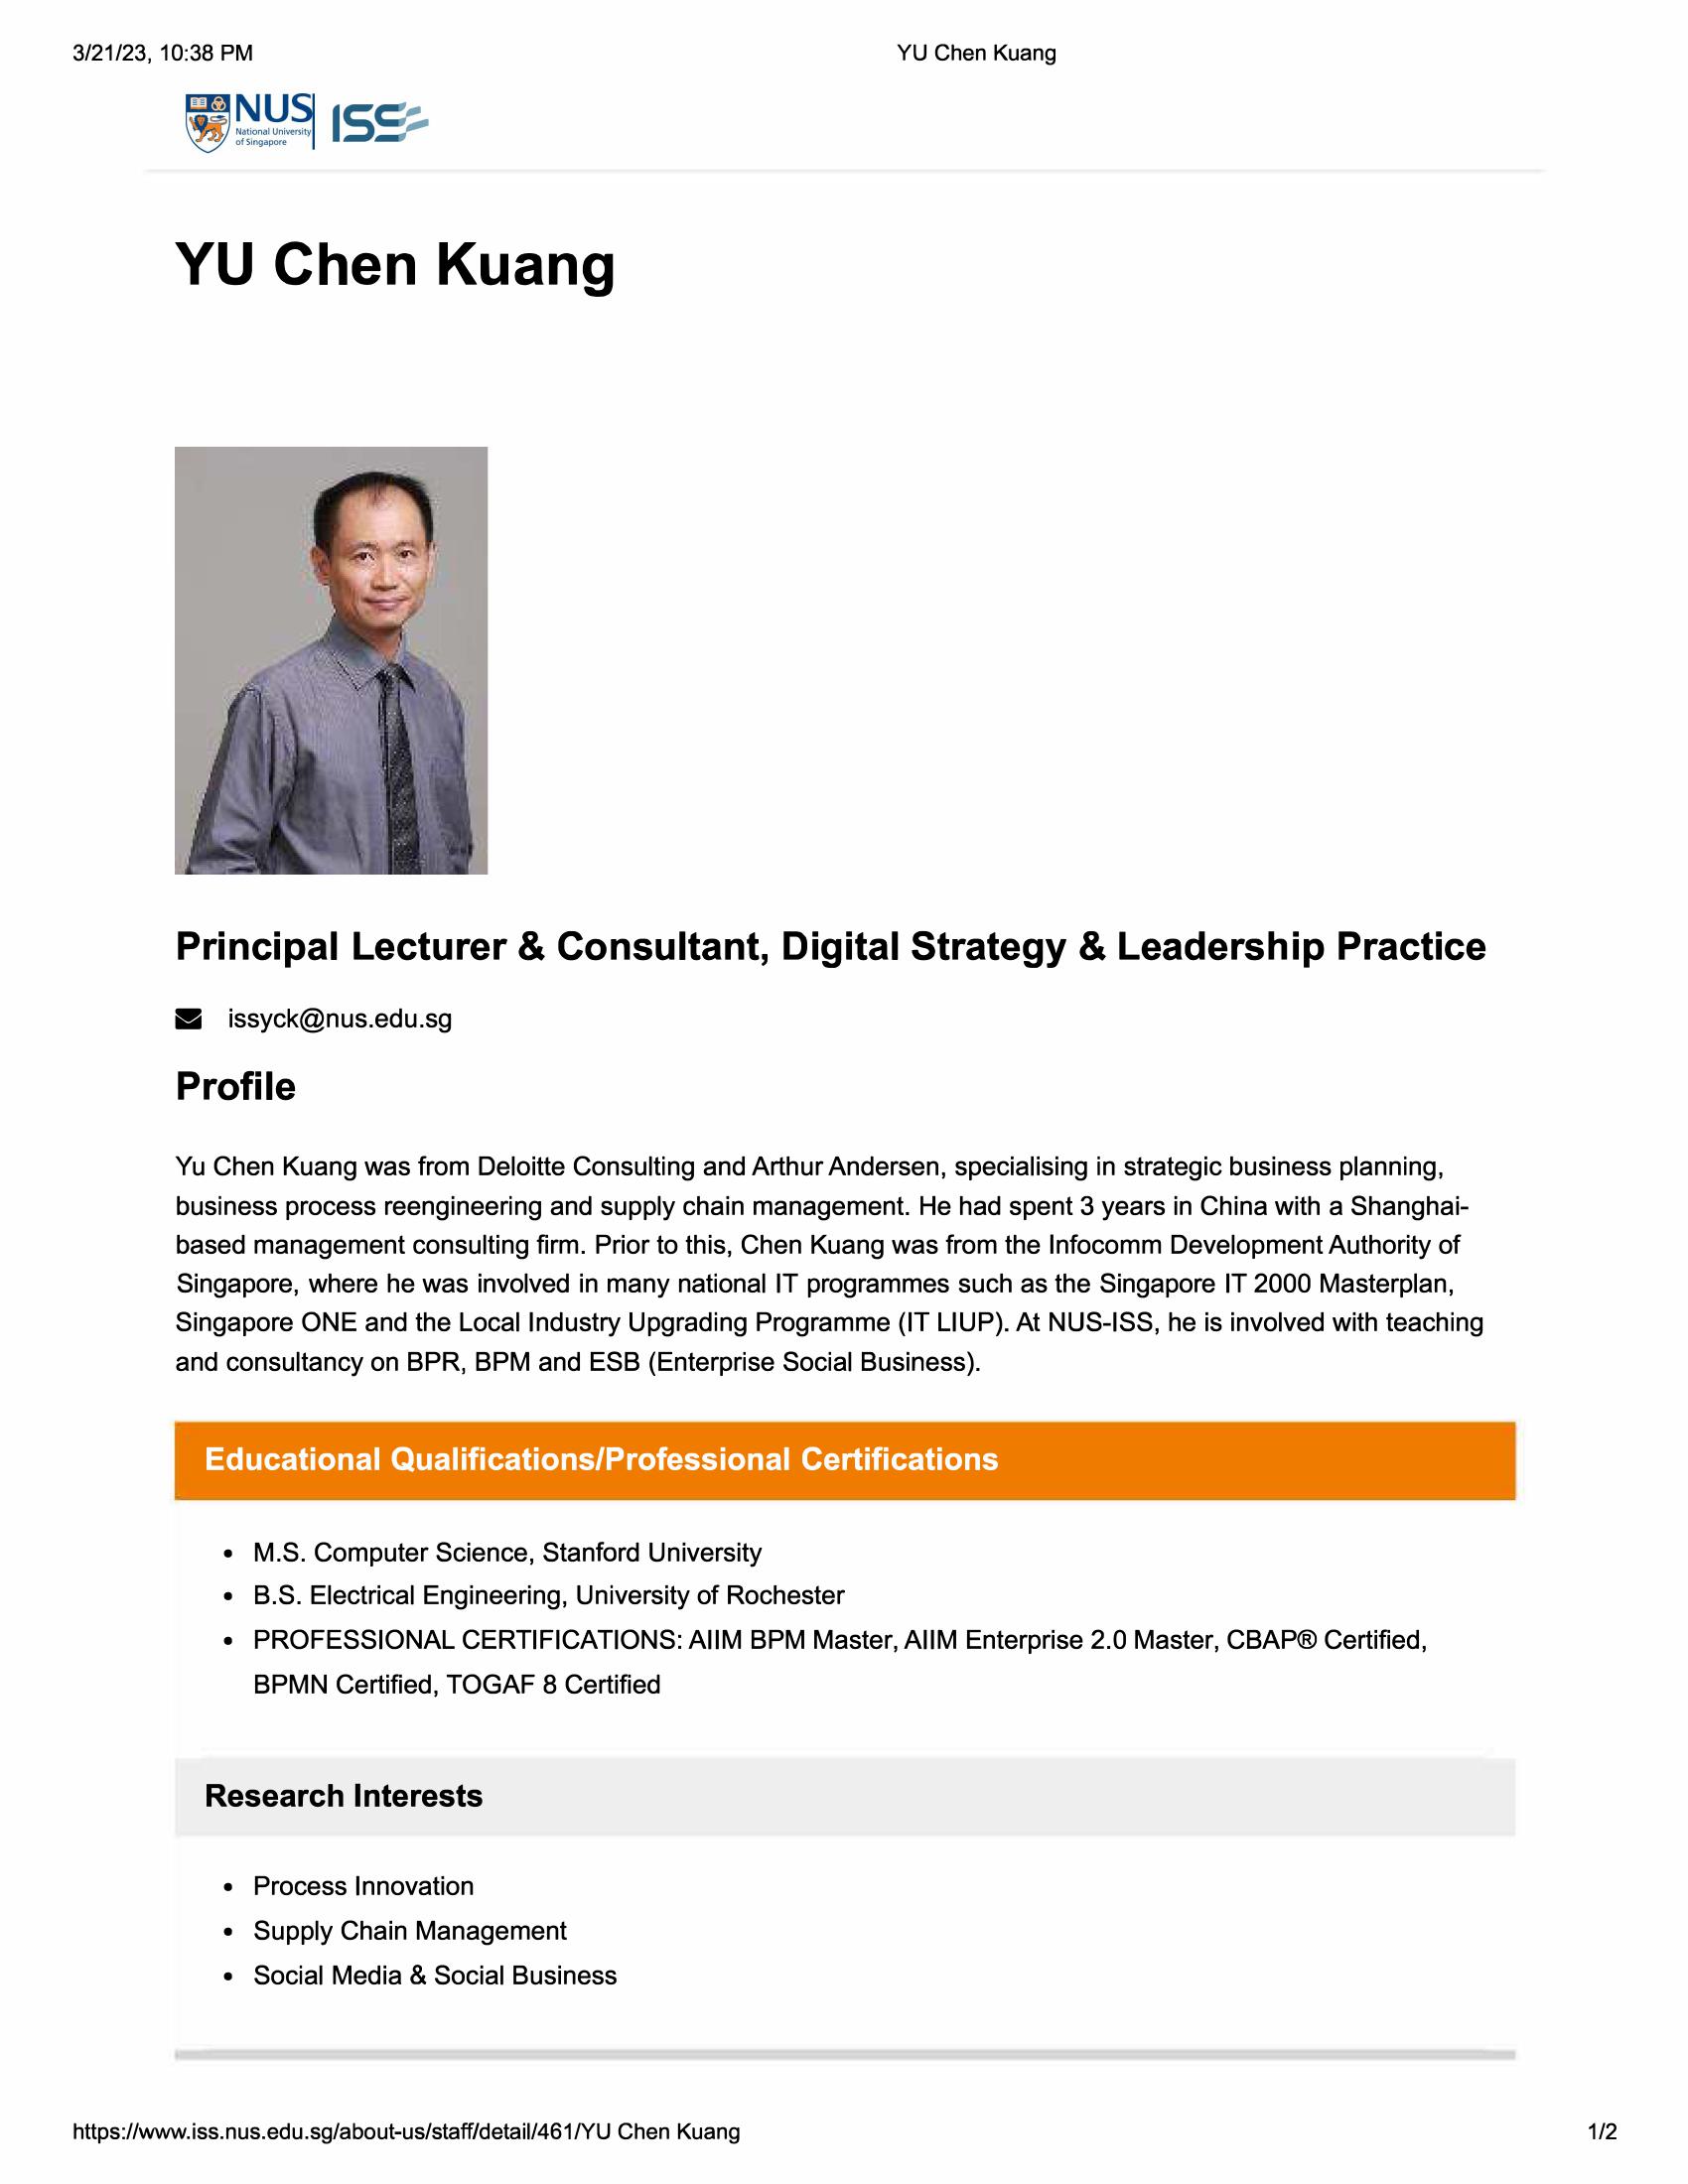 3/21/23, 10:38 PM
YU Chen Kuang
NUS
National University
of Singapore
ISS
YU Chen Kuang
Principal Lecturer & Consultant, Digital Strategy & Leadership Practice
issyck@nus.edu.sg
Profile
Yu Chen Kuang was from Deloitte Consulting and Arthur Andersen, specialising in strategic business planning,
business process reengineering and supply chain management. He had spent 3 years in China with a Shanghai-
based management consulting firm. Prior to this, Chen Kuang was from the Infocomm Development Authority of
Singapore, where he was involved in many national IT programmes such as the Singapore IT 2000 Masterplan,
Singapore ONE and the Local Industry Upgrading Programme (IT LIUP). At NUS-ISS, he is involved with teaching
and consultancy on BPR, BPM and ESB (Enterprise Social Business).
Educational Qualifications/Professional Certifications
• M.S. Computer Science, Stanford University
• B.S. Electrical Engineering, University of Rochester
• PROFESSIONAL CERTIFICATIONS: AIIM BPM Master, AIIM Enterprise 2.0 Master, CBAP® Certified,
BPMN Certified, TOGAF 8 Certified
Research Interests
• Process Innovation
• Supply Chain Management
• Social Media & Social Business
https://www.iss.nus.edu.sg/about-us/staff/detail/461/YU Chen Kuang
1/2